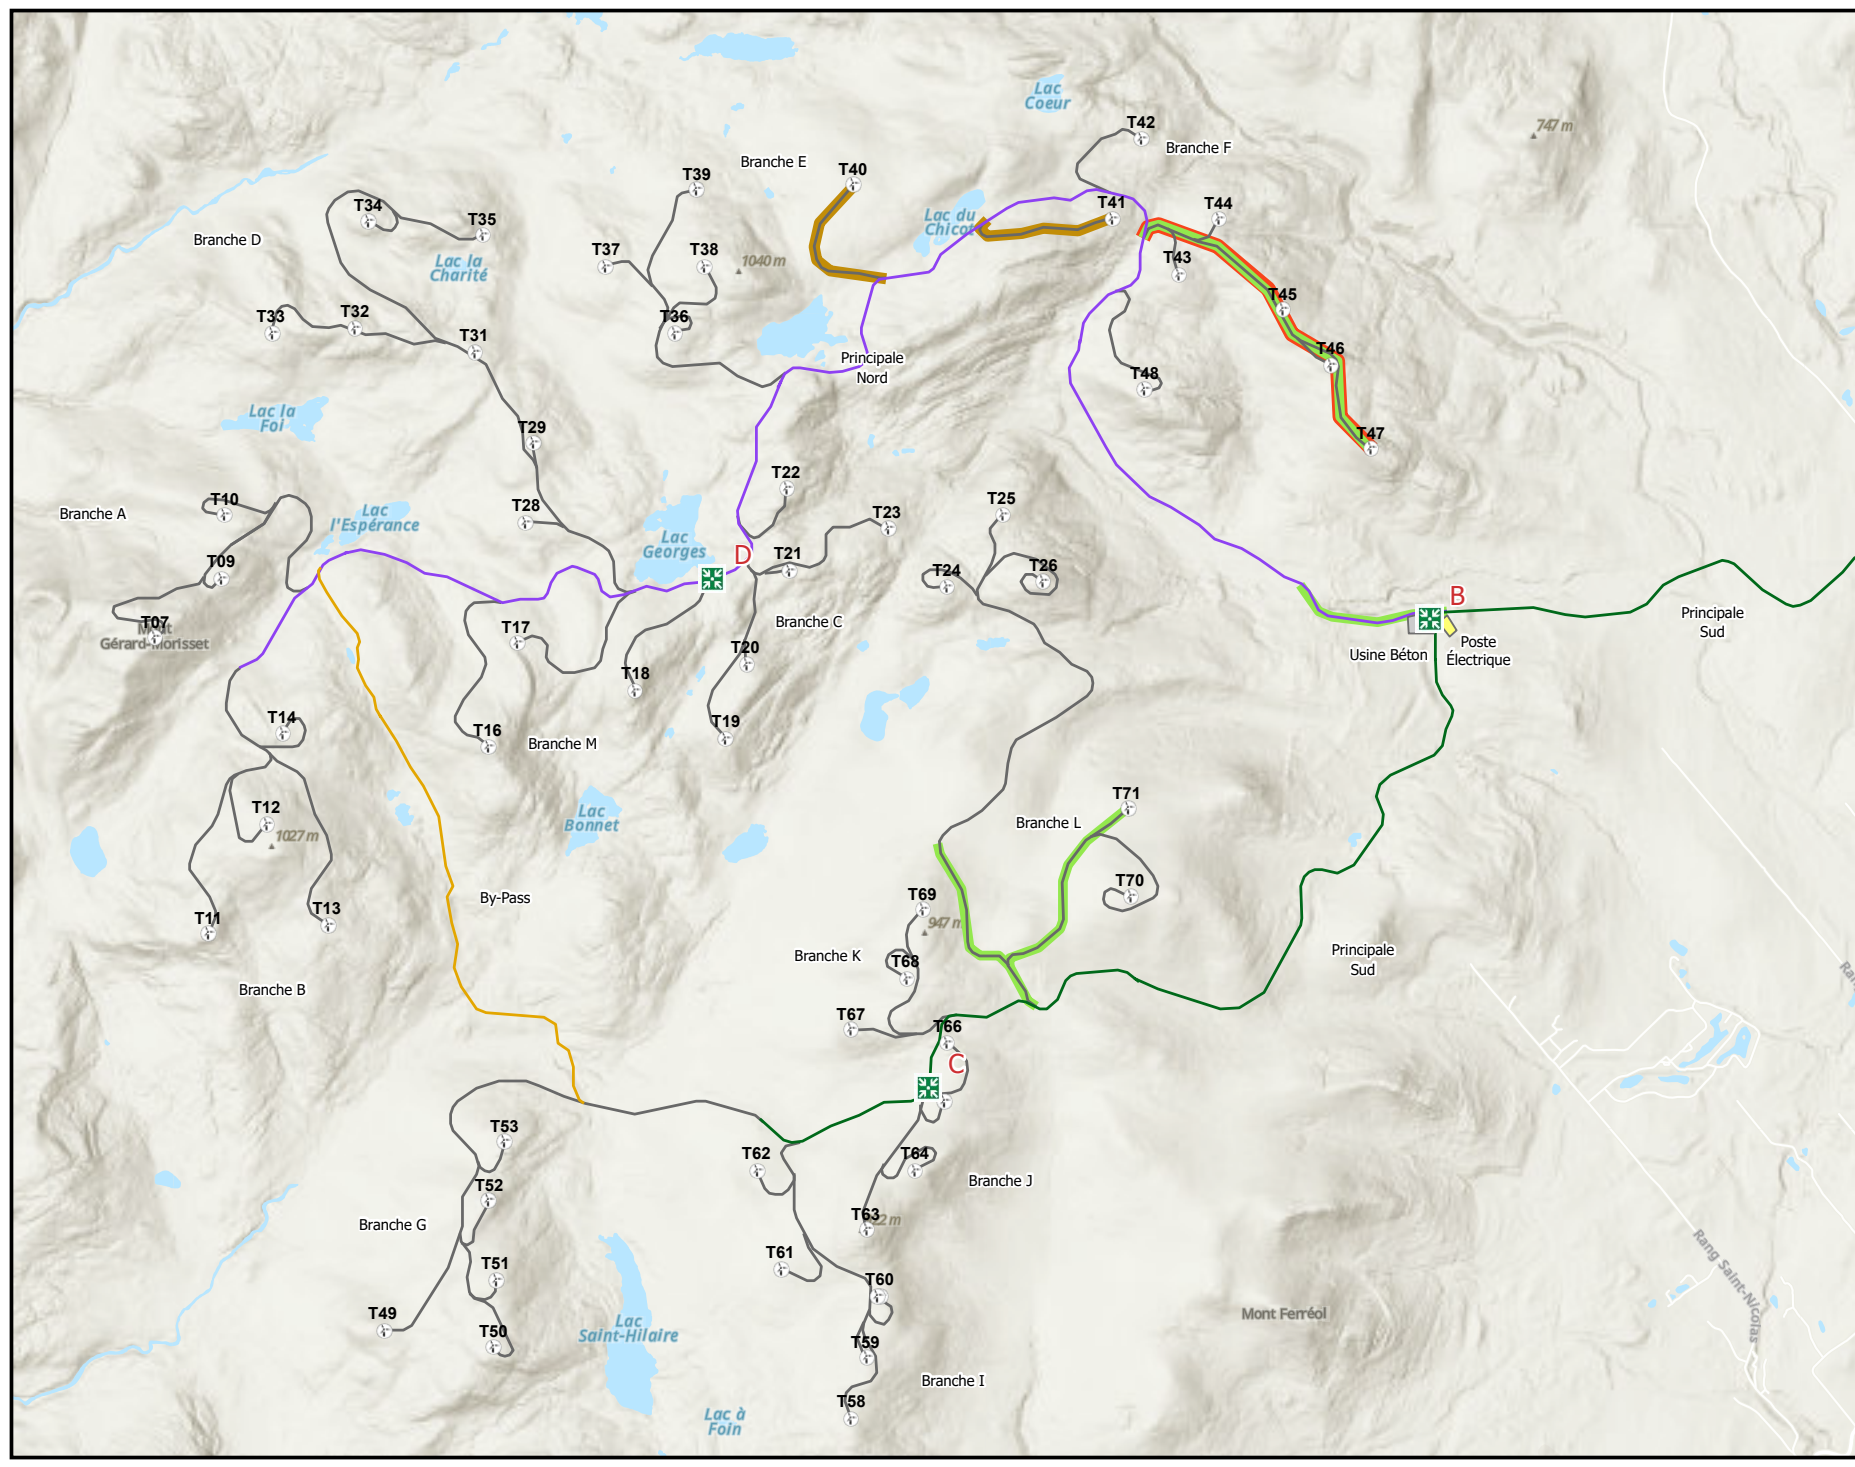 Lac
Coeur
T42
747 m
Branche F
Branche E
T40
T39
T41
T44
T34
T35
Lac du
Chicot
Branche D
T37
T38
1040 m
T43
Lac la
Charité
T45
T33
T32
T36
T31
T46
Principale
Nord
T48
Lac la
Foi
T29
T47
T22
T10
T28
T25
Branche A
Lac
l'Espérance
T23
Lac
Georges
D
T21
T09
T24
T26
B
Principale
Sud
T07
Gérard-Morisset
T17
Branche C
T20
Usine Béton
Poste
Électrique
T18
T14
T16
T19
Branche M
T12
1027 m
Lac
Bonnet
T71
Branche L
T70
T69
947 m
By-Pass
T11
T13
Branche K
T68
Principale
Sud
Branche B
T67
T66
C
T53
T62
T64
Branche J
T52
T63
Branche G
T61
T51
T60
T49
Lac
Saint-Hilaire
T50
T59
Mont Ferréol
Rang Saint-Nicolas
Branche I
T58
Lac à
Foin